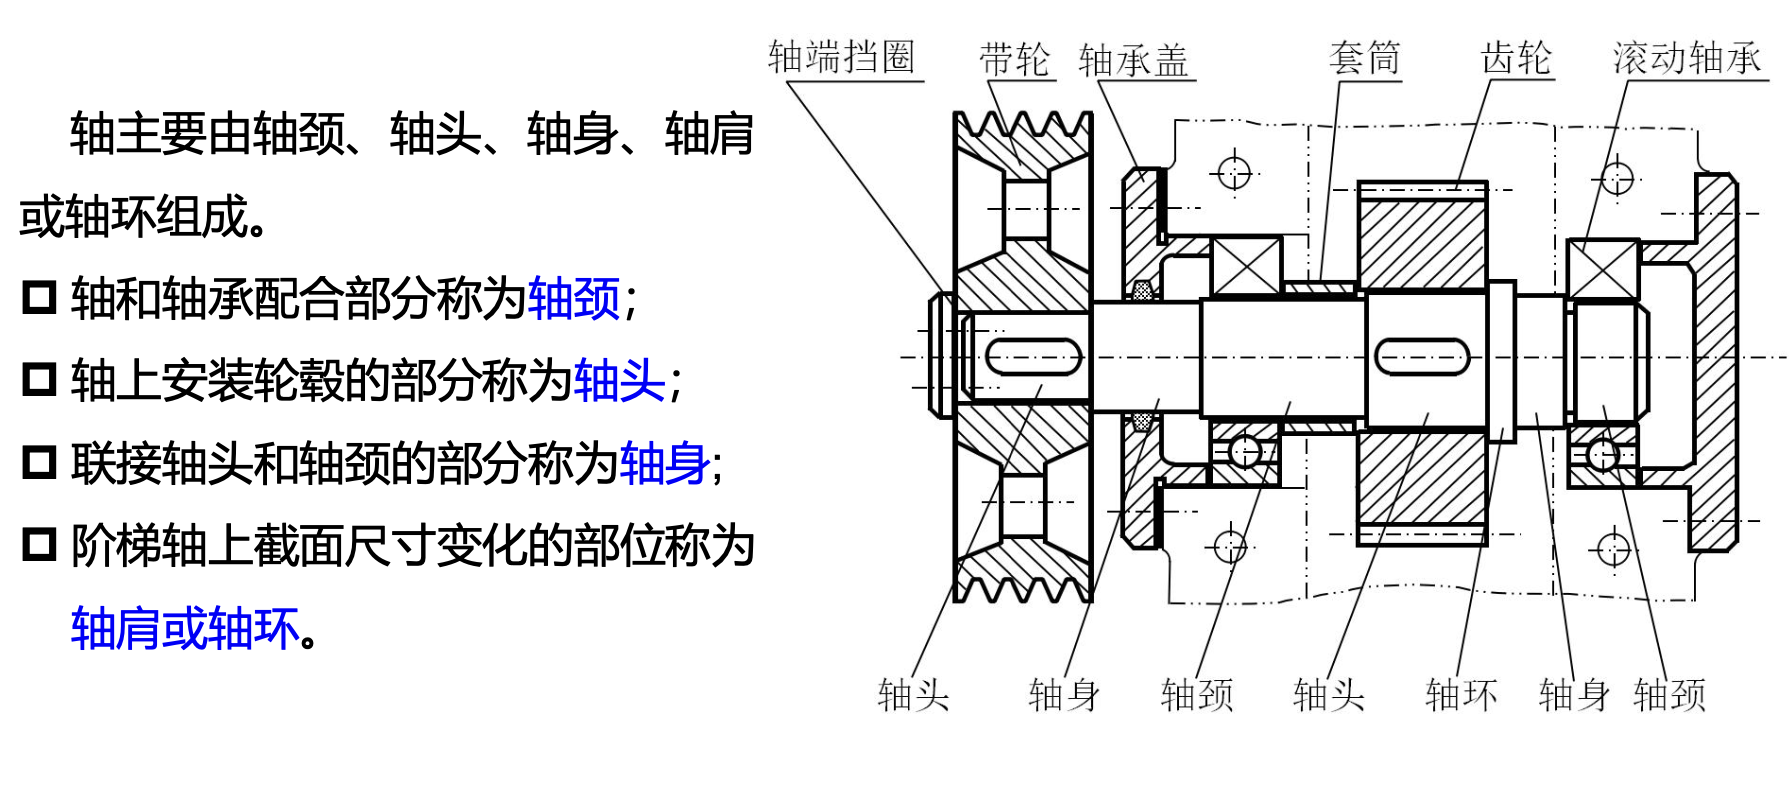 轴主要由轴颈、轴头、轴身、轴肩
或轴环组成。
轴和轴承配合部分称为轴颈；
轴上安装轮毂的部分称为轴头；
联接轴头和轴颈的部分称为轴身；
阶梯轴上截面尺寸变化的部位称为
轴肩或轴环。
轴端挡圈 带轮 轴承盖 套筒 齿轮 滚动轴承
轴头 轴身 轴颈 轴头 轴环 轴身 轴颈